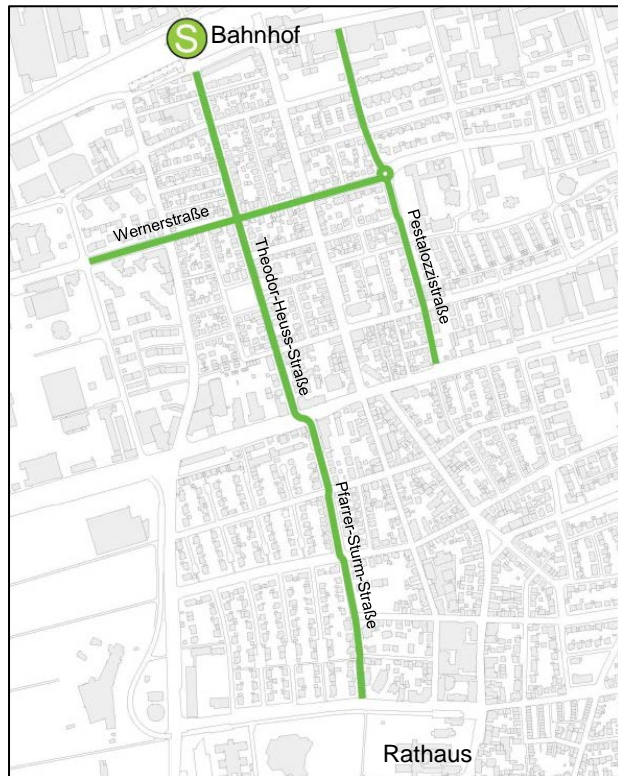 S Bahnhof
Wernerstraße
Theodor-Heuss-Straße
Pestalozzistraße
Pfarrer-Sturm-Straße
Rathaus